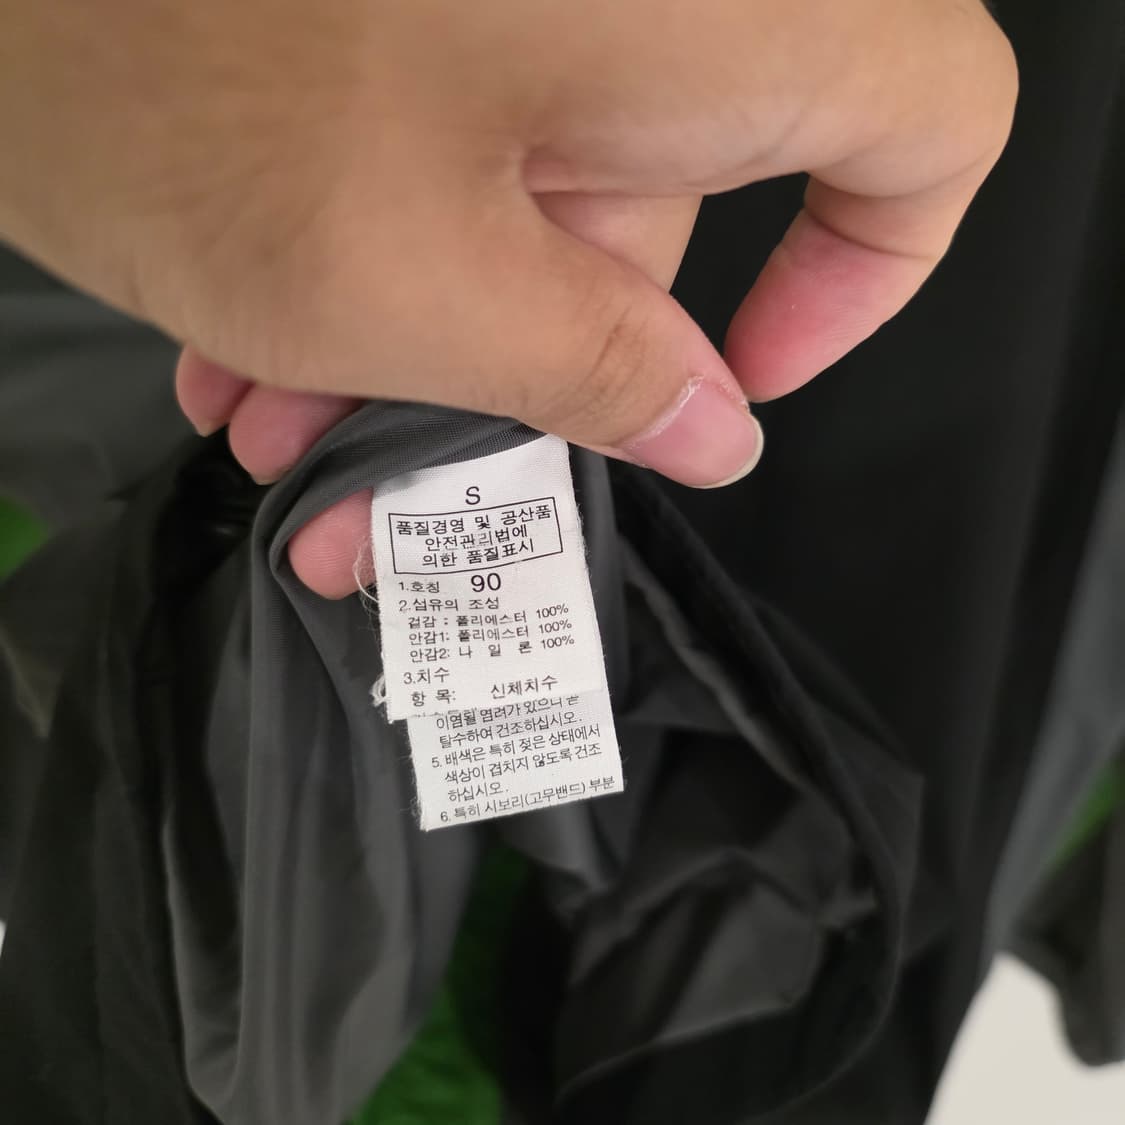 S
품질경영 및 공산품
안전관리법에
의한 품질표시
1.호칭 90
2.섬유의 조성
겉감 : 폴리에스터 100%
안감1: 폴리에스터 100%
안감2: 나 일 론 100%
3.치수
항 목: 신체치수
이염될 염려가 있으니 곧
탈수하여 건조하십시오.
5. 배색은 특히 젖은 상태에서
색상이 겹치지 않도록 건조
하십시오.
6. 특히 시보리(고무밴드) 부분